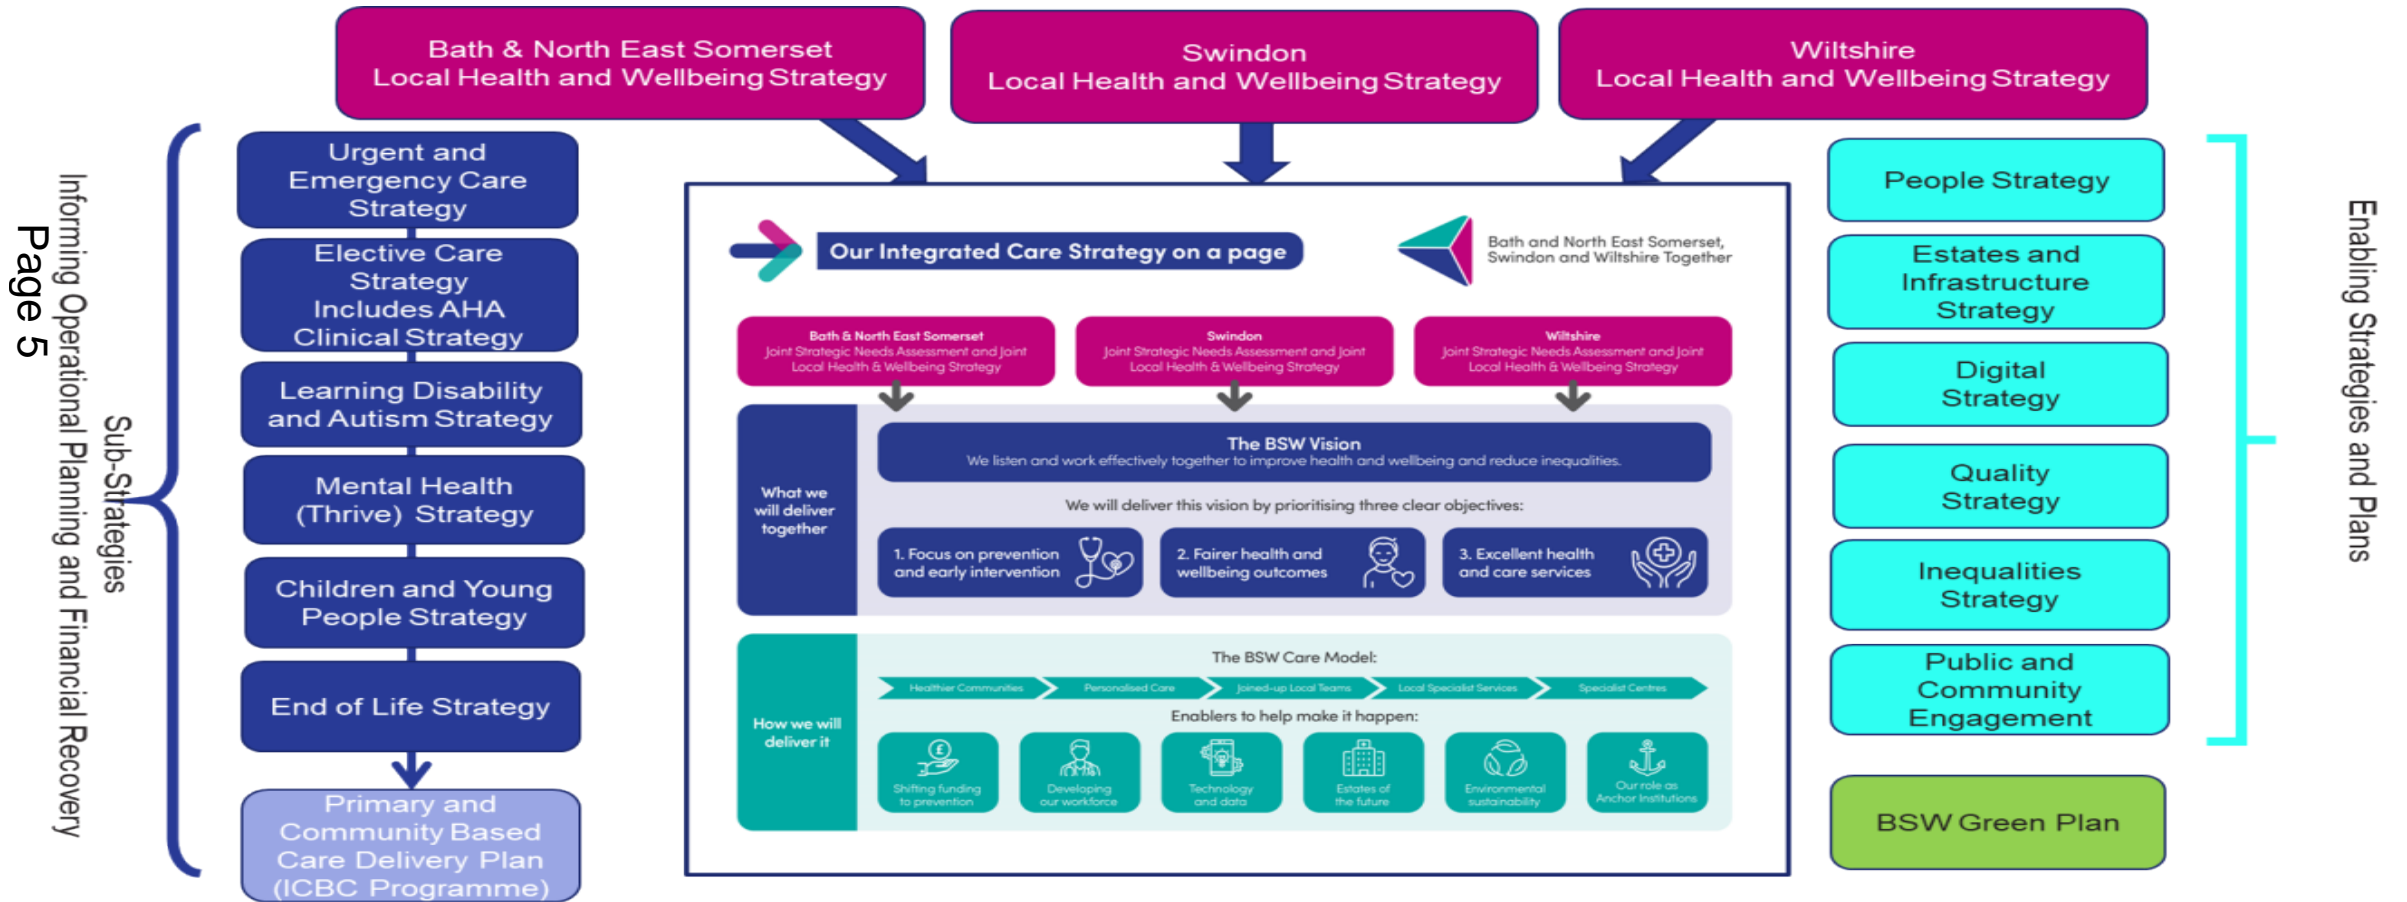 Bath & North East Somerset
Local Health and Wellbeing Strategy
Swindon
Local Health and Wellbeing Strategy
Wiltshire
Local Health and Wellbeing Strategy
Page 5
Informing Operational Planning and Financial Recovery
Sub-Strategies
Urgent and
Emergency Care
Strategy
Elective Care
Strategy
Includes AHA
Clinical Strategy
Learning Disability
and Autism Strategy
Mental Health
(Thrive) Strategy
Children and Young
People Strategy
End of Life Strategy
Primary and
Community Based
Care Delivery Plan
(ICBC Programme)
Our Integrated Care Strategy on a page
Bath and North East Somerset,
Swindon and Wiltshire Together
Bath & North East Somerset
Joint Strategic Needs Assessment and Joint
Local Health & Wellbeing Strategy
Swindon
Joint Strategic Needs Assessment and Joint
Local Health & Wellbeing Strategy
Wiltshire
Joint Strategic Needs Assessment and Joint
Local Health & Wellbeing Strategy
What we
will deliver
together
The BSW Vision
We listen and work effectively together to improve health and wellbeing and reduce inequalities.
We will deliver this vision by prioritising three clear objectives:
1. Focus on prevention
and early intervention
2. Fairer health and
wellbeing outcomes
3. Excellent health
and care services
How we will
deliver it
The BSW Care Model:
Healthier Communities
Personalised Care
Joined-up Local Teams
Local Specialist Services
Specialist Centres
Enablers to help make it happen:
£
Shifting funding
to prevention
Developing
our workforce
Technology
and data
Estates of
the future
Environmental
sustainability
Our role as
Anchor Institutions
People Strategy
Estates and
Infrastructure
Strategy
Digital
Strategy
Quality
Strategy
Inequalities
Strategy
Public and
Community
Engagement
BSW Green Plan
Enabling Strategies and Plans